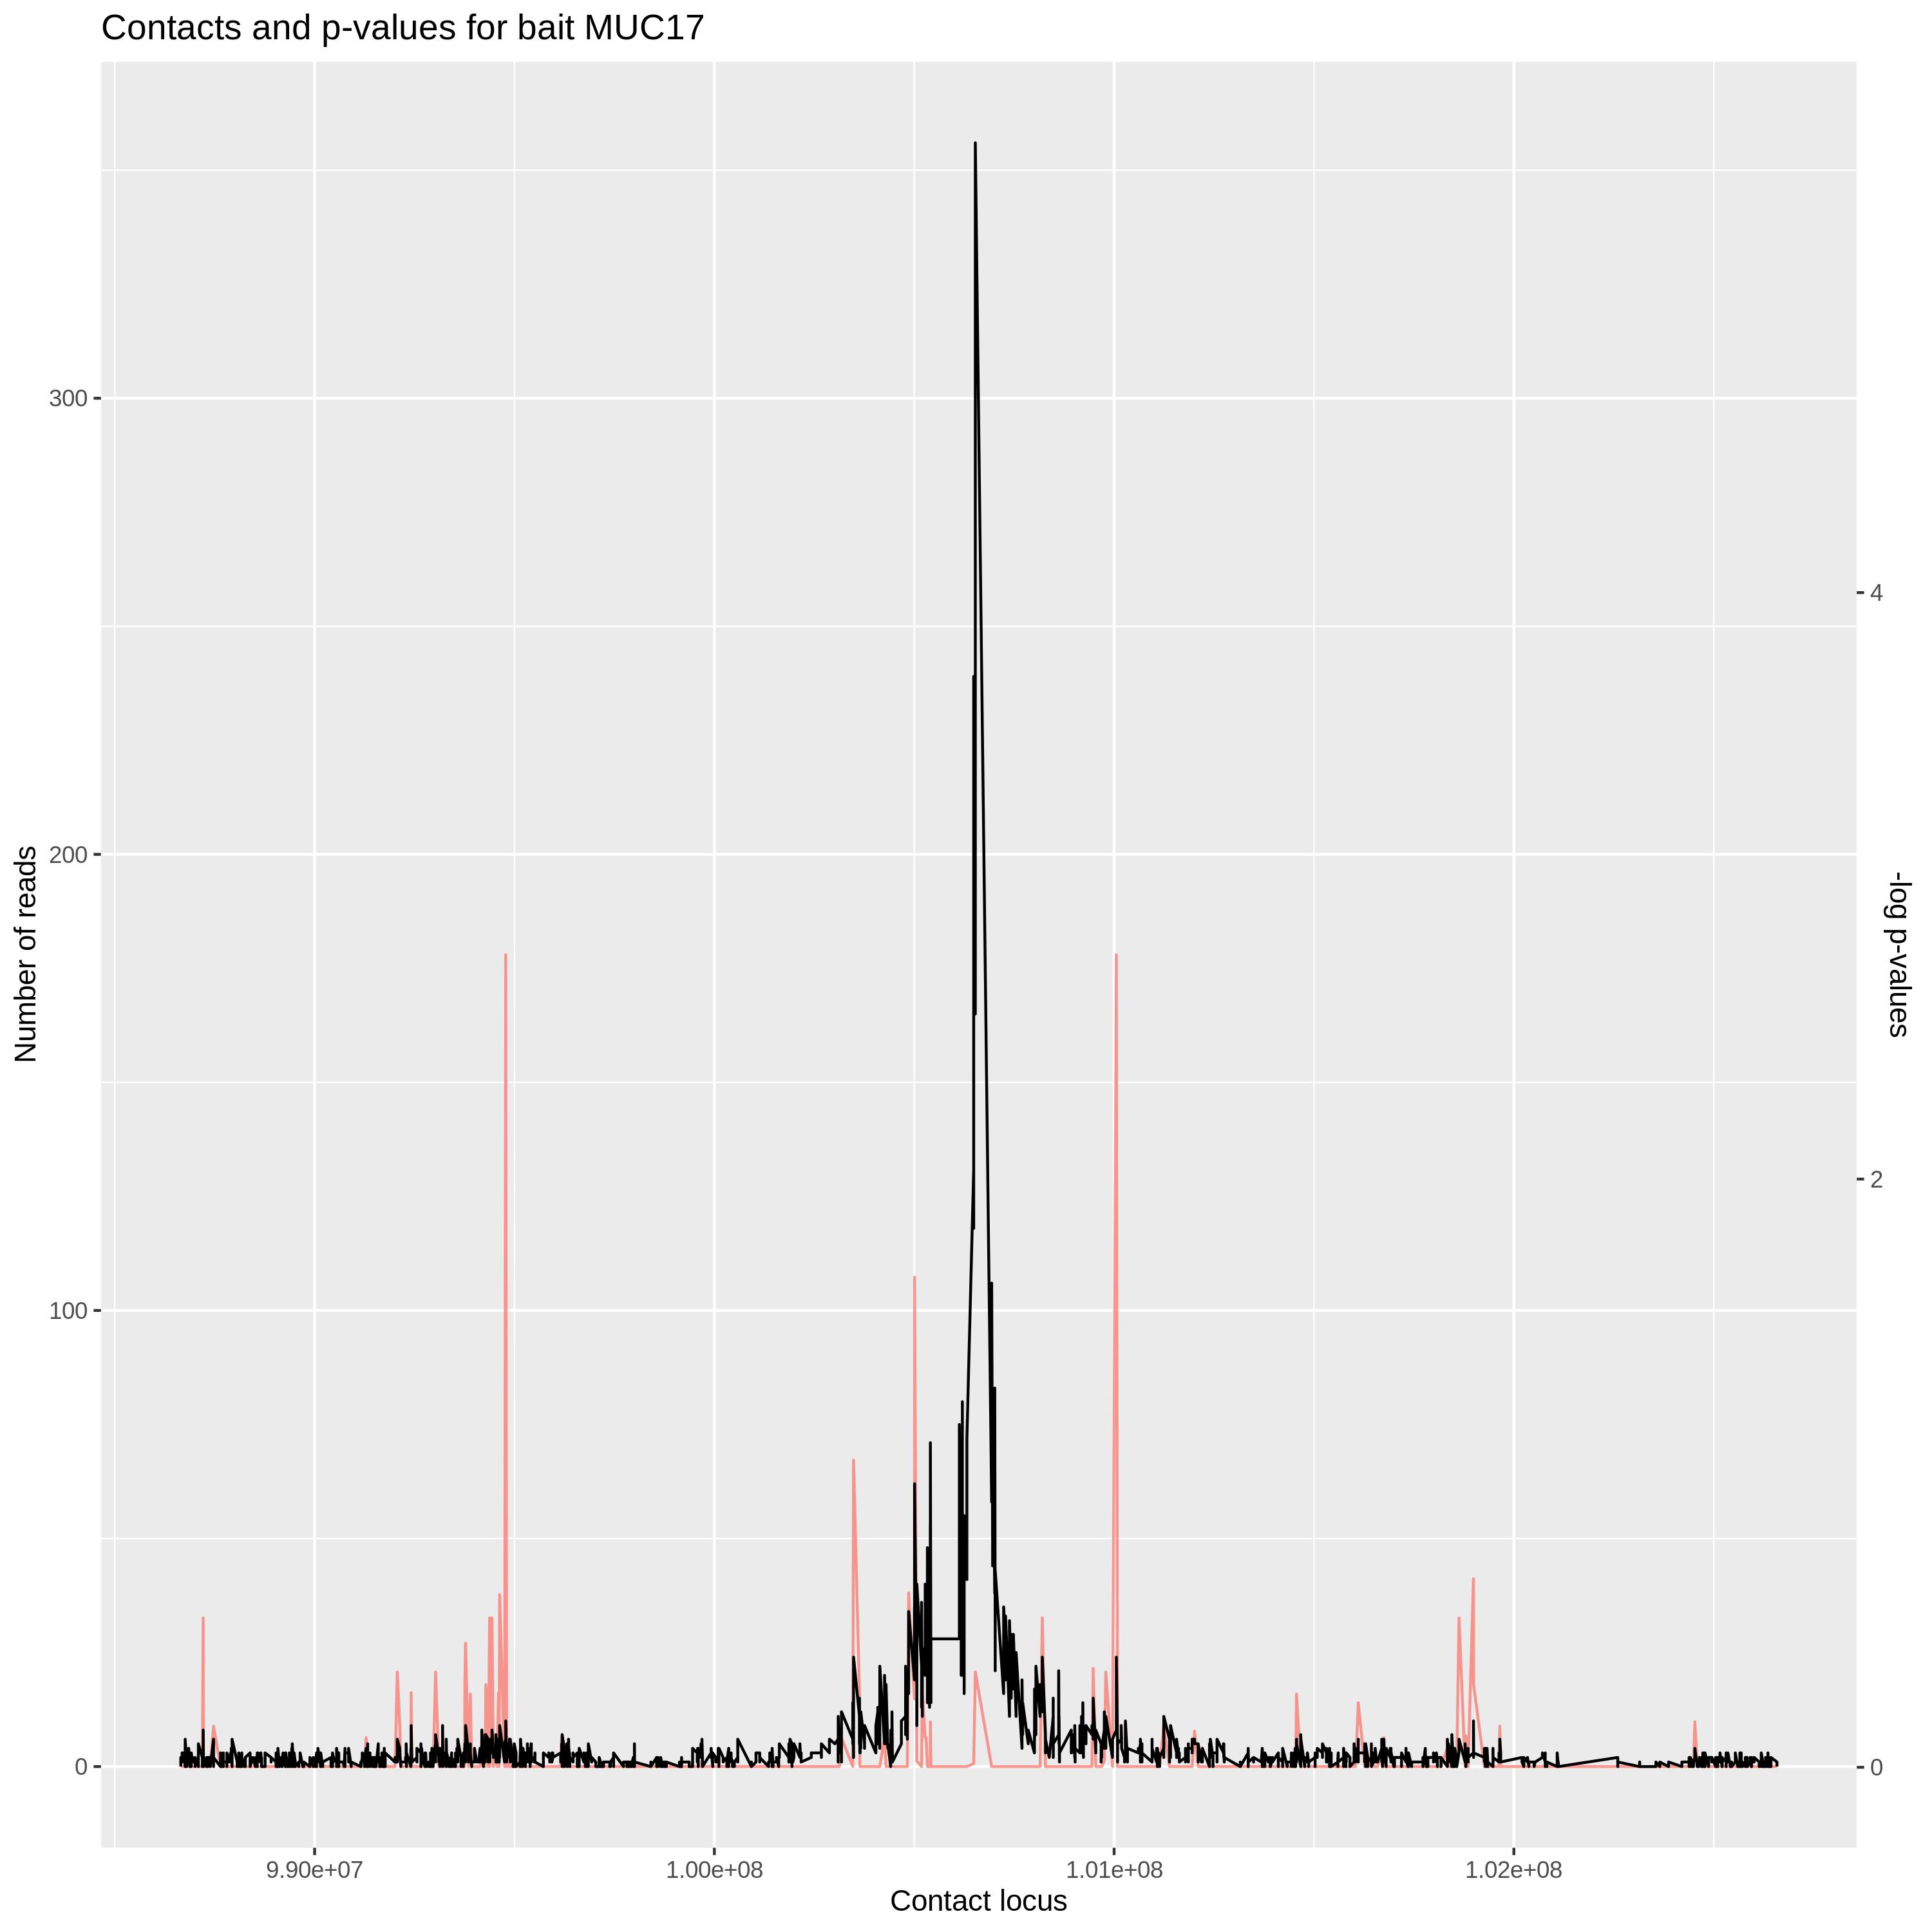 Contacts and p-values for bait MUC17
Number of reads
300
200
100
0
-log p-values
4
2
0
9.90e+07
1.00e+08
1.01e+08
1.02e+08
Contact locus